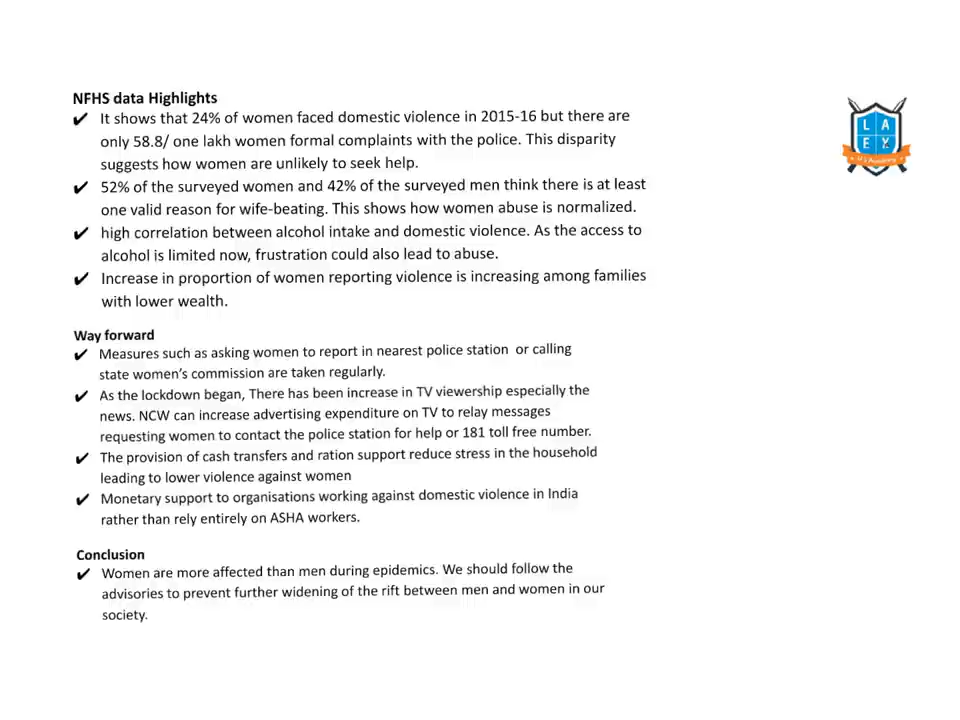 NFHS data Highlights
✔ It shows that 24% of women faced domestic violence in 2015-16 but there are
only 58.8/ one lakh women formal complaints with the police. This disparity
suggests how women are unlikely to seek help.
✔ 52% of the surveyed women and 42% of the surveyed men think there is at least
one valid reason for wife-beating. This shows how women abuse is normalized.
✔ high correlation between alcohol intake and domestic violence. As the access to
alcohol is limited now, frustration could also lead to abuse.
✔ Increase in proportion of women reporting violence is increasing among families
with lower wealth.
Way forward
✔ Measures such as asking women to report in nearest police station or calling
state women's commission are taken regularly.
✔ As the lockdown began, There has been increase in TV viewership especially the
news. NCW can increase advertising expenditure on TV to relay messages
requesting women to contact the police station for help or 181 toll free number.
✔ The provision of cash transfers and ration support reduce stress in the household
leading to lower violence against women
✔ Monetary support to organisations working against domestic violence in India
rather than rely entirely on ASHA workers.
Conclusion
✔ Women are more affected than men during epidemics. We should follow the
advisories to prevent further widening of the rift between men and women in our
society.
L A
E X